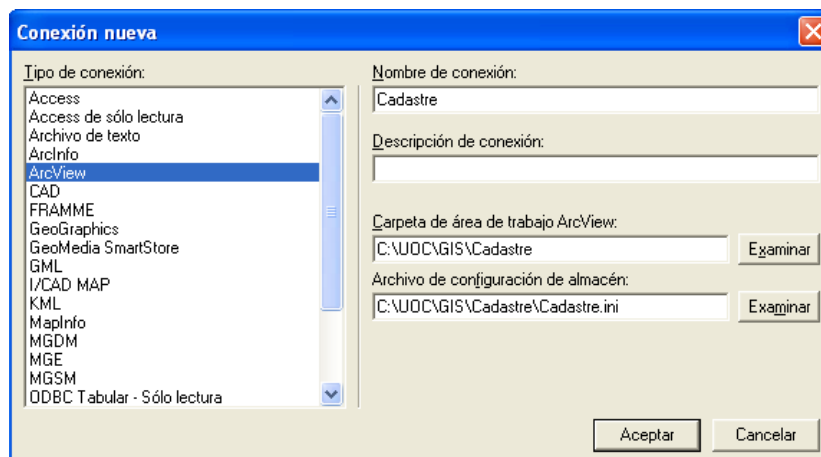 Conexión nueva
Tipo de conexión:
Access
Access de sólo lectura
Archivo de texto
ArcInfo
ArcView
CAD
FRAMME
GeoGraphics
GeoMedia SmartStore
GML
I/CAD MAP
KML
MapInfo
MGDM
MGE
MGSM
ODBC Tabular - Sólo lectura
Nombre de conexión:
Cadastre
Descripción de conexión:
Carpeta de área de trabajo ArcView:
C:\UOC\GIS\Cadastre
Examinar
Archivo de configuración de almacén:
C:\UOC\GIS\Cadastre\Cadastre.ini
Examinar
Aceptar
Cancelar